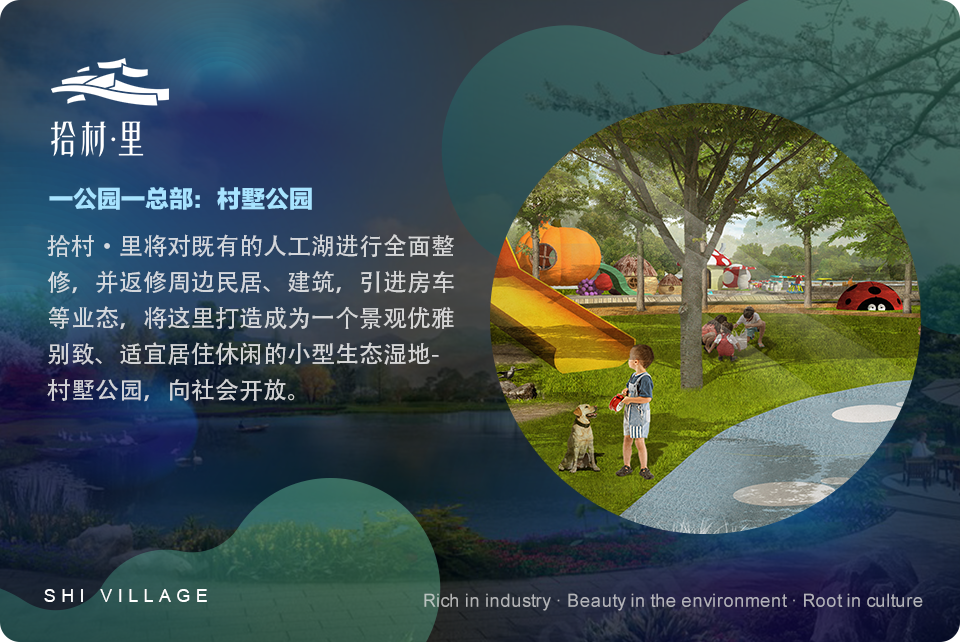 拾村·里
一公园一总部：村墅公园
拾村·里将对既有的人工湖进行全面整
修，并返修周边民居、建筑，引进房车
等业态，将这里打造成为一个景观优雅
别致、适宜居住休闲的小型生态湿地-
村墅公园，向社会开放。
SHI VILLAGE
Rich in industry · Beauty in the environment · Root in culture